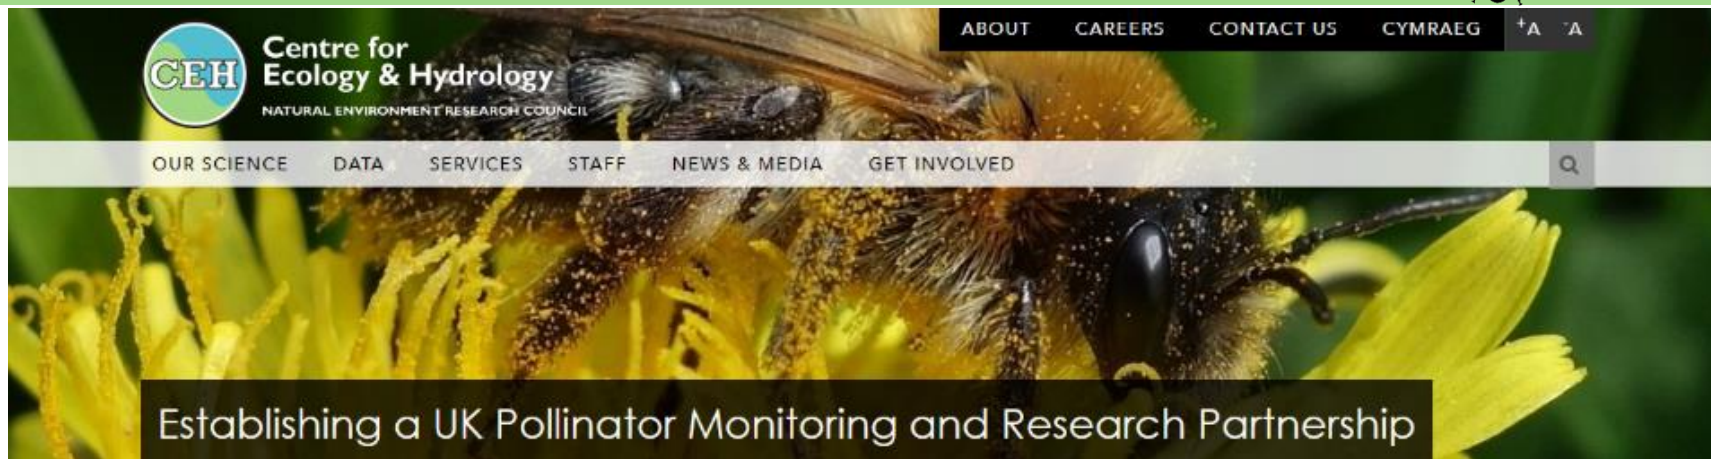 ABOUT CAREERS CONTACT US CYMRAEG +A -A
CEH
Centre for
Ecology & Hydrology
NATURAL ENVIRONMENT RESEARCH COUNCIL
OUR SCIENCE DATA SERVICES STAFF NEWS & MEDIA GET INVOLVED
Establishing a UK Pollinator Monitoring and Research Partnership